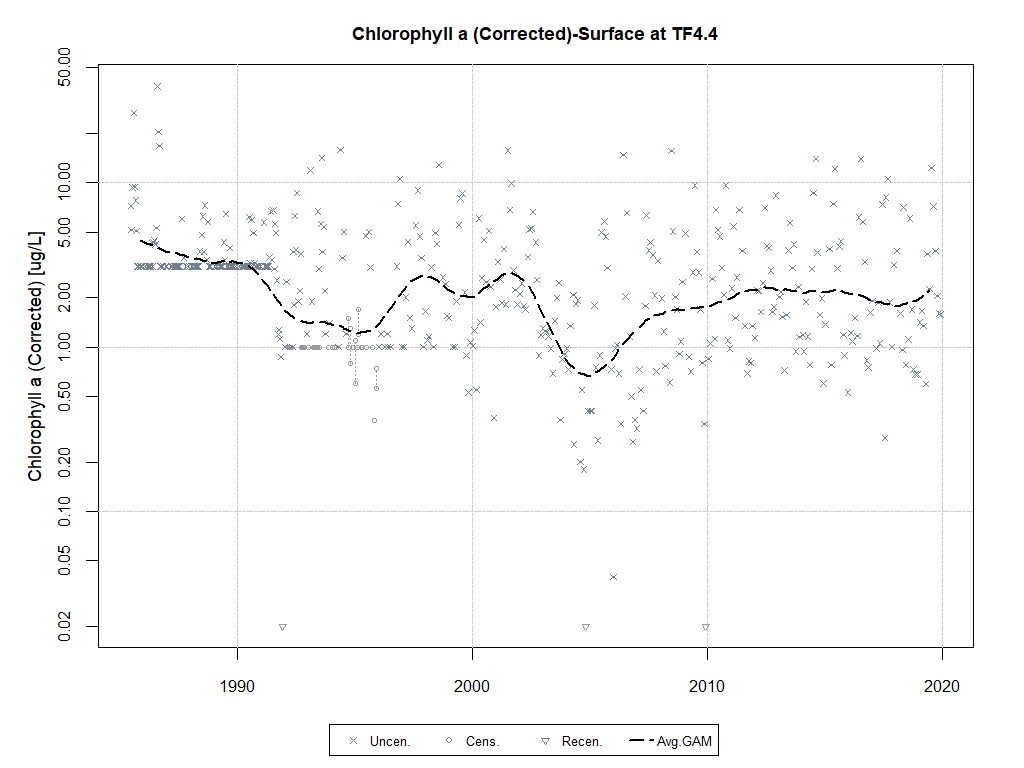 Chlorophyll a (Corrected)-Surface at TF4.4
Chlorophyll a (Corrected) [ug/L]
50.00
10.00
5.00
2.00
1.00
0.50
0.20
0.10
0.05
0.02
1990
2000
2010
2020
Uncen.
Cens.
Recen.
Avg.GAM